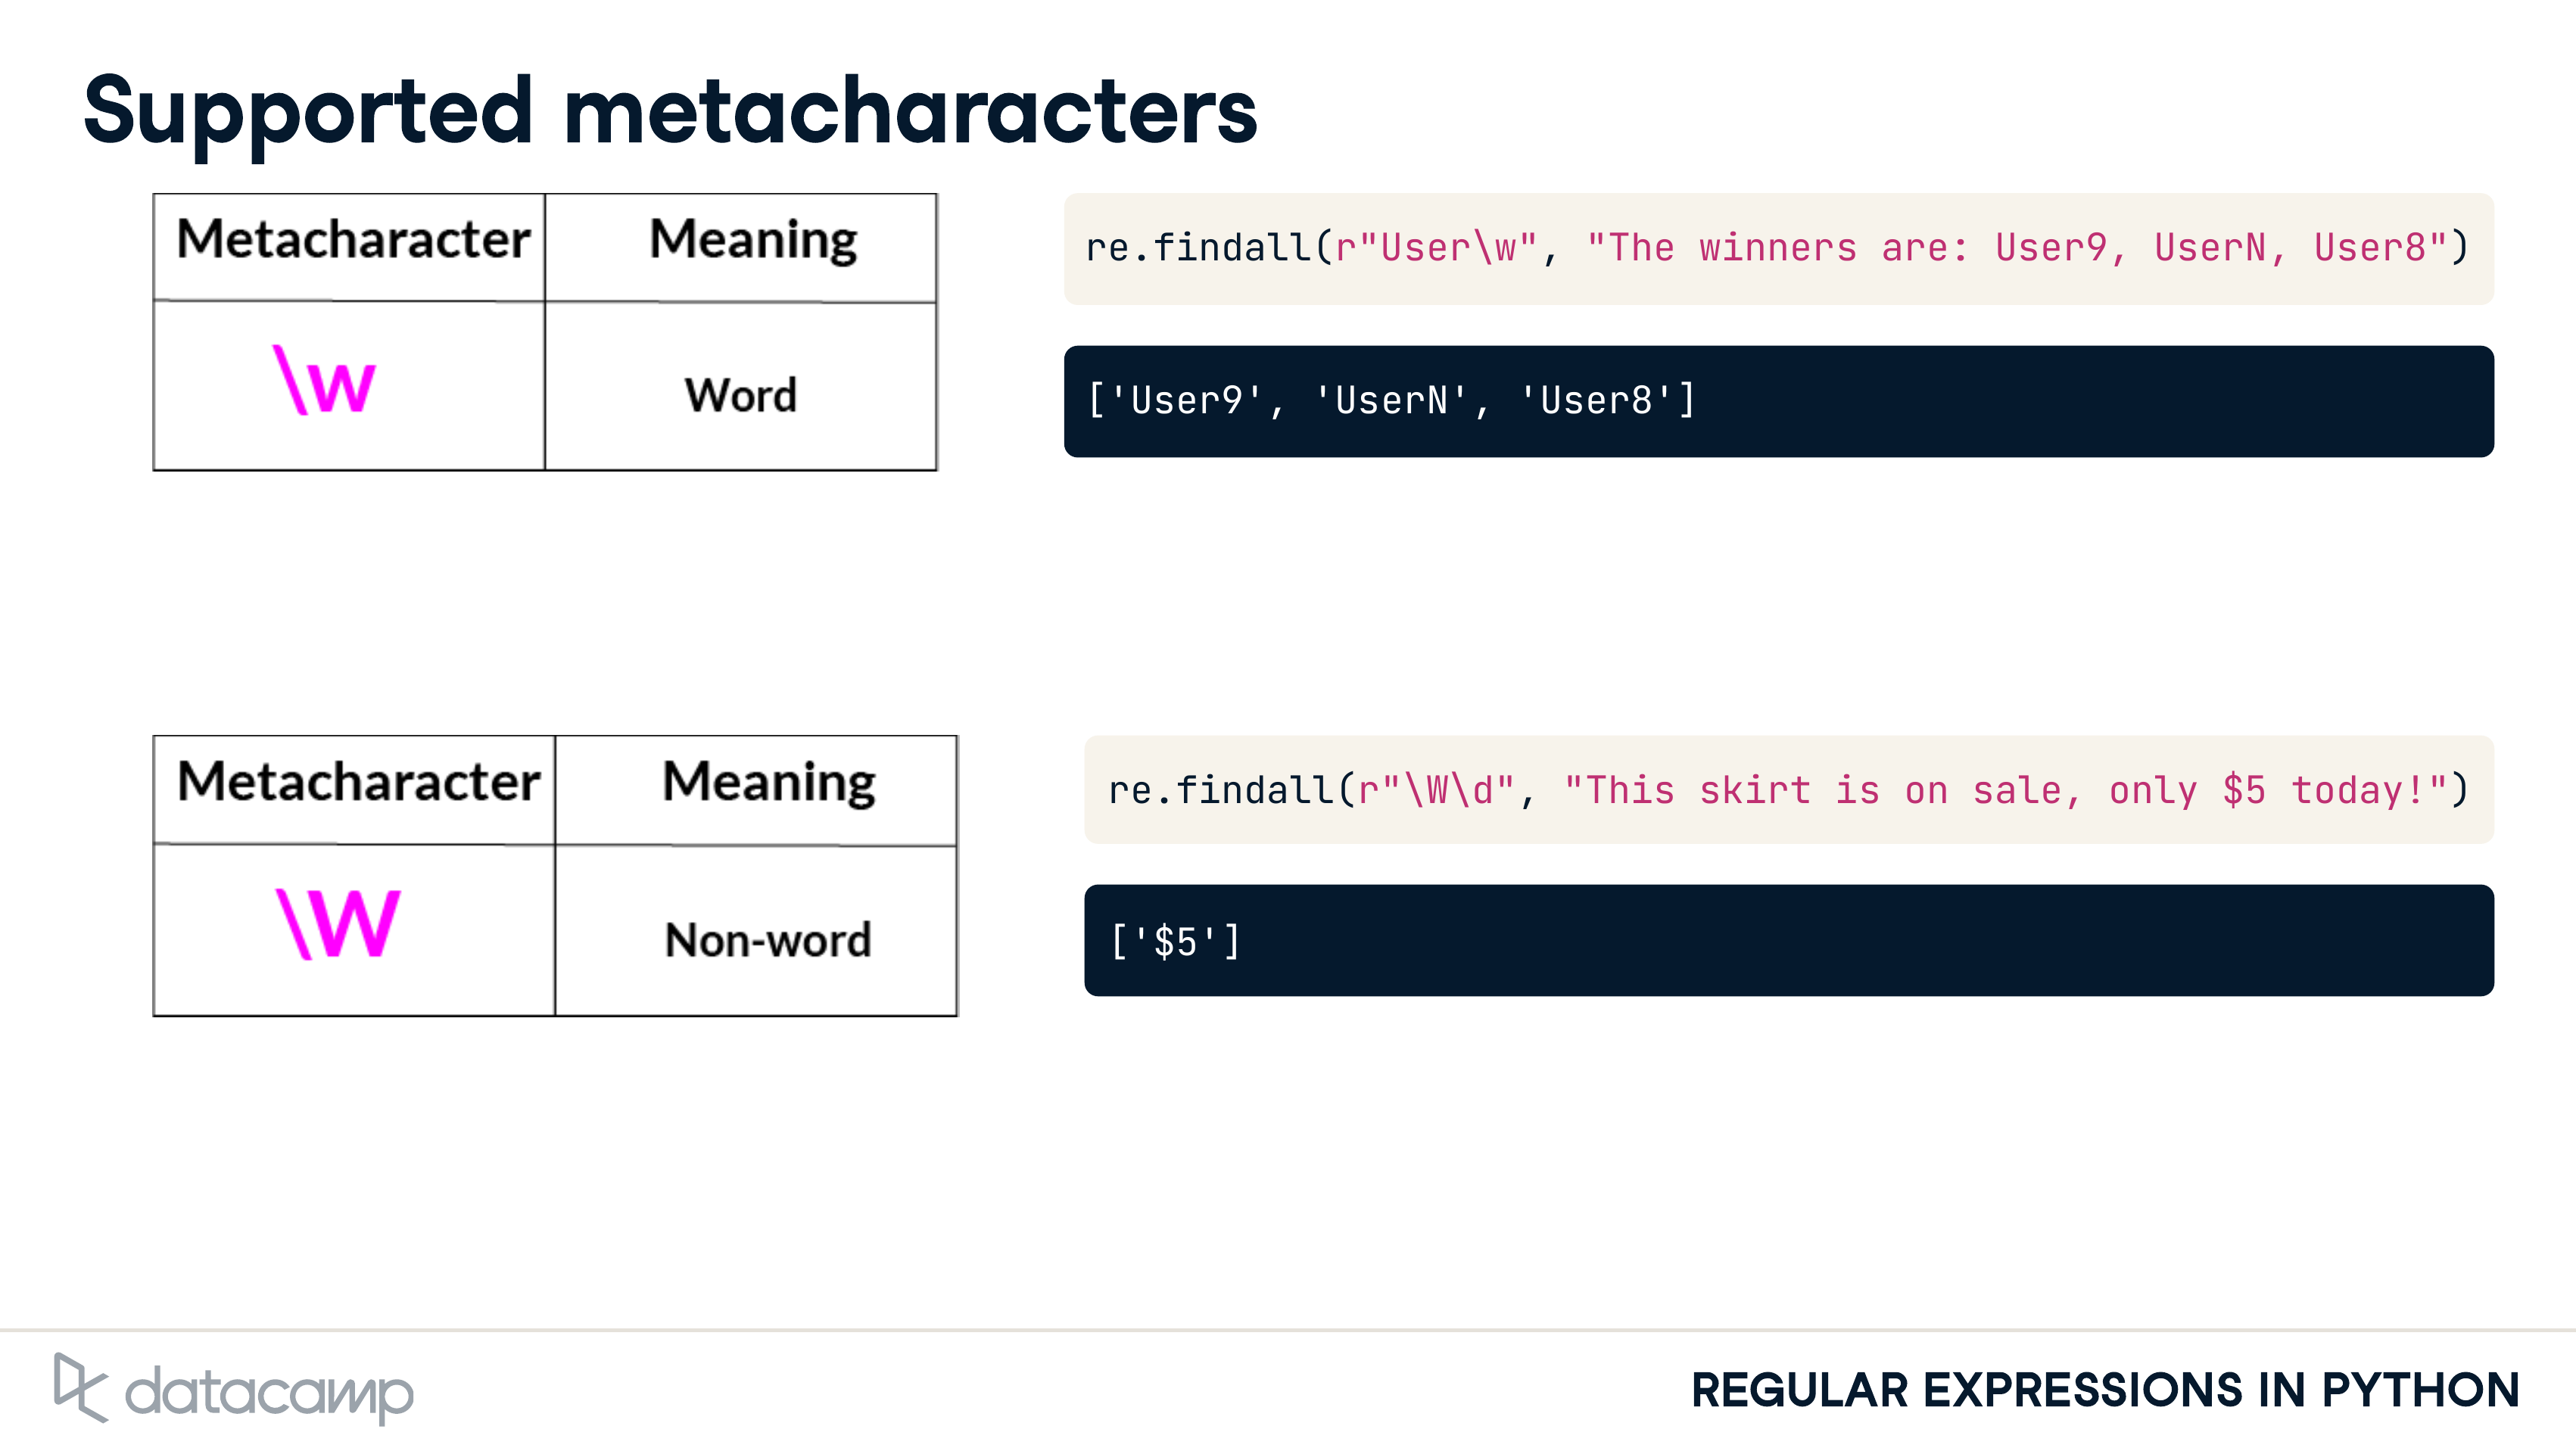 Supported metacharacters
Metacharacter Meaning
\w Word
re.findall(r"User\w", "The winners are: User9, UserN, User8")
['User9', 'UserN', 'User8']
Metacharacter Meaning
\W Non-word
re.findall(r"\W\d", "This skirt is on sale, only $5 today!")
['$5']
datacamp
REGULAR EXPRESSIONS IN PYTHON